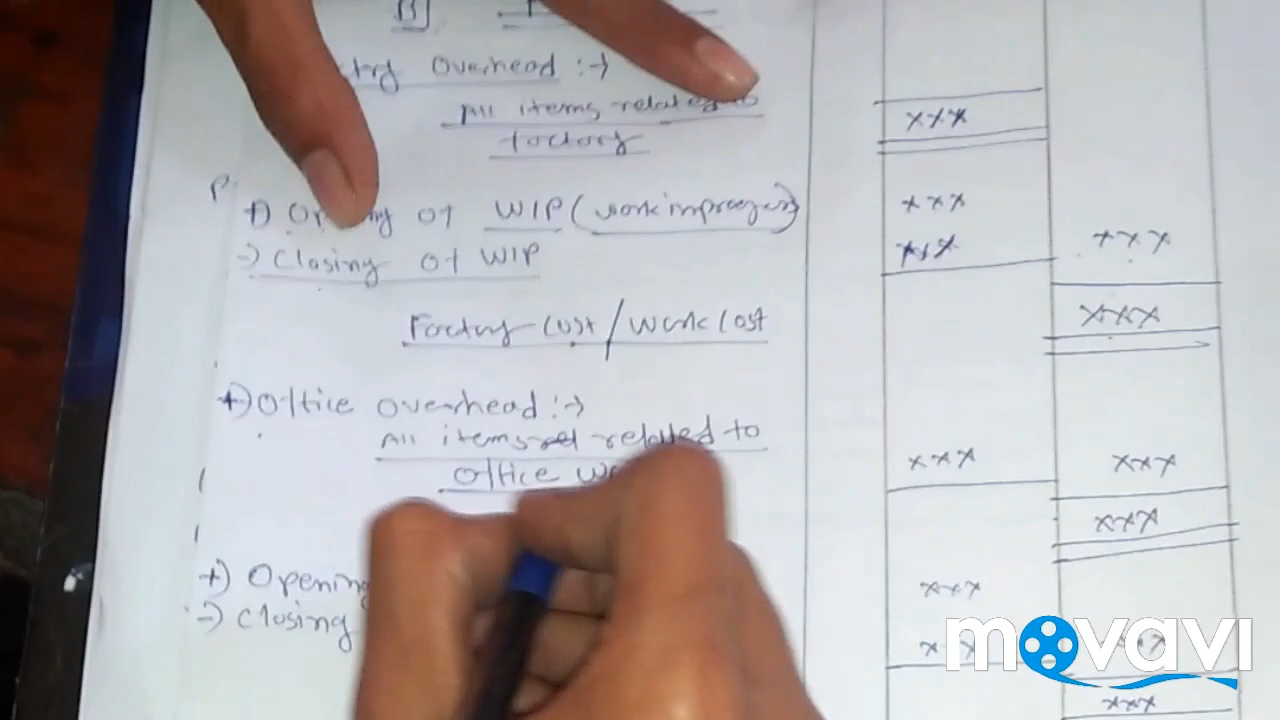 B]
Overhead :→
All items related to
factory
+) Opening of WIP (work in progress)
-) Closing of WIP
Factory Cost / Work Cost
+) Office overhead :→
All items related to
office
+) Opening
-) Closing
xxx
xxx
xxx xxx
xxx
xxx xxx
xxx
xxx
xxx
xxx
movavi